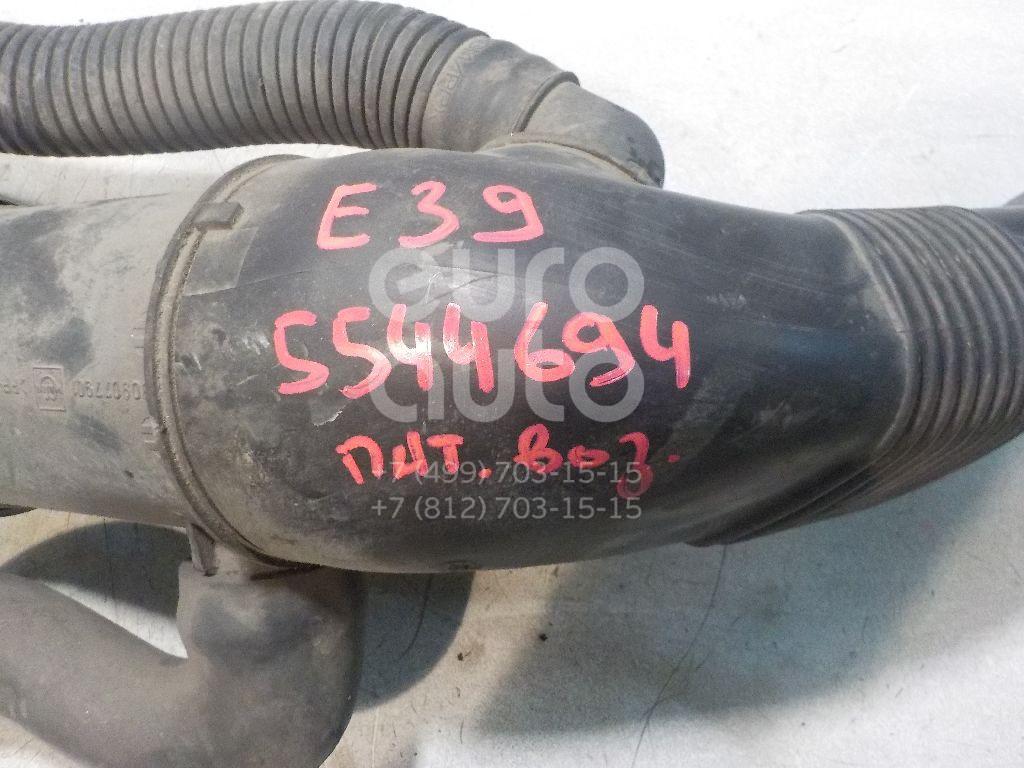 E39
5544694
пит. воз.
euro
auto
+7 (499) 703-15-15
+7 (812) 703-15-15